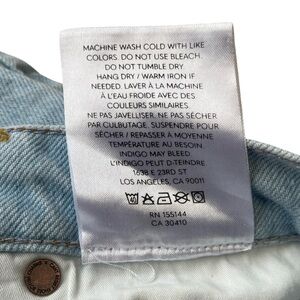 MACHINE WASH COLD WITH LIKE
COLORS. DO NOT USE BLEACH.
DO NOT TUMBLE DRY.
HANG DRY / WARM IRON IF
NEEDED. LAVER À LA MACHINE
À L'EAU FROIDE AVEC DES
COULEURS SIMILAIRES.
NE PAS JAVELLISER. NE PAS SÉCHER
PAR CULBUTAGE. SUSPENDRE POUR
SÉCHER / REPASSER À MOYENNE
TEMPÉRATURE AU BESOIN.
INDIGO MAY BLEED
L'INDIGO PEUT D-TEINDRE
1638 E 23RD ST
LOS ANGELES, CA 90011
RN 155144
CA 30410